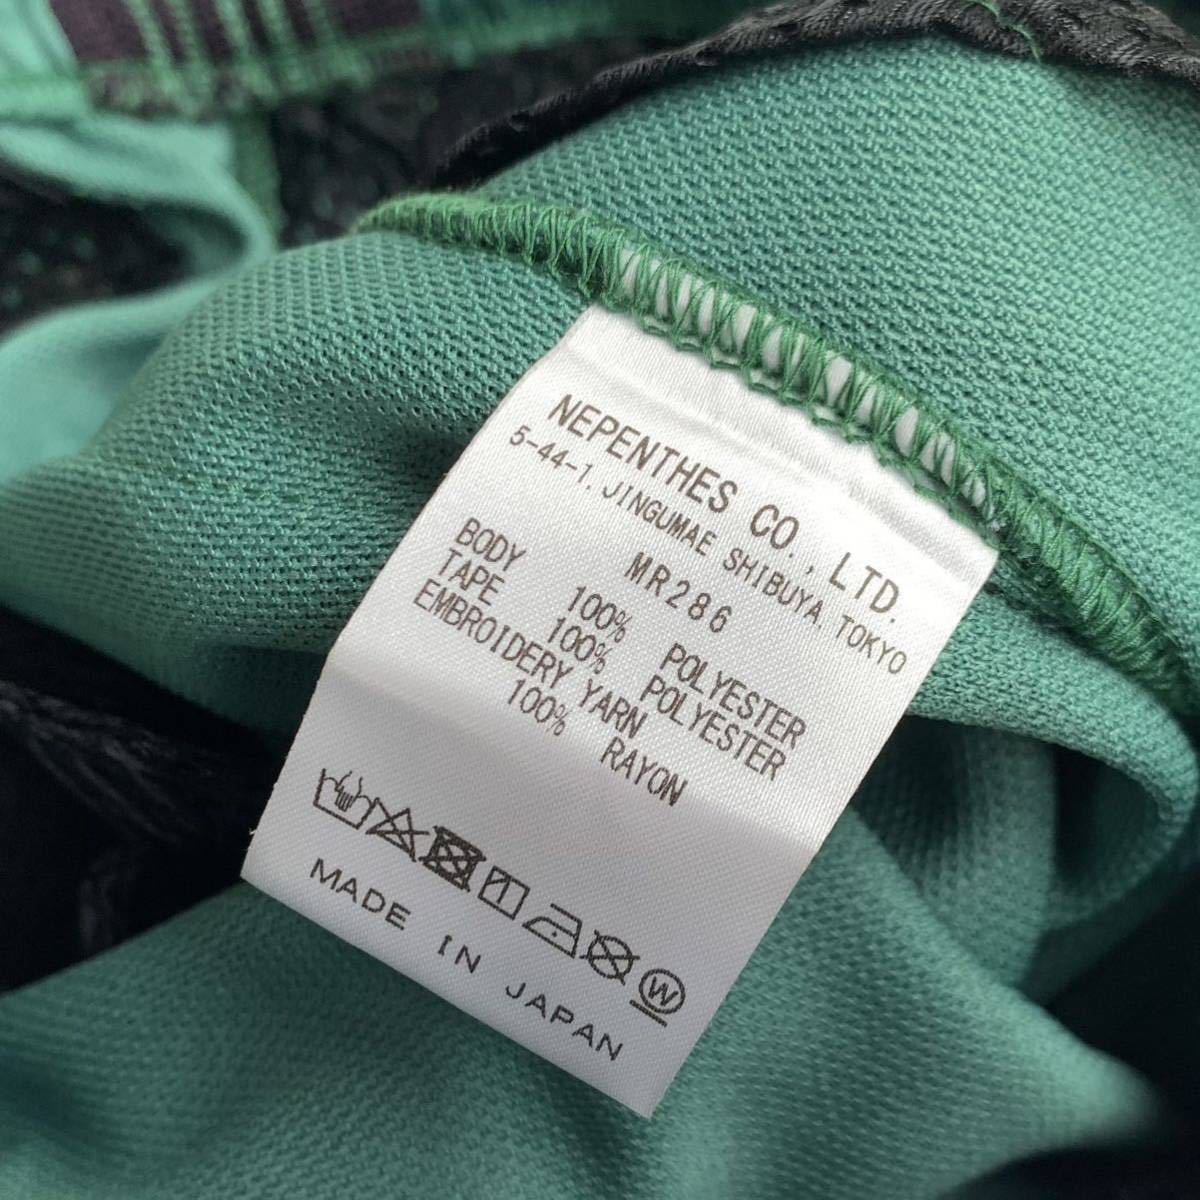 NEPENTHES CO., LTD.
5-44-1, JINGUMAE SHIBUYA, TOKYO
MR286
BODY 100% POLYESTER
TAPE 100% POLYESTER
EMBROIDERY YARN
100% RAYON
W
MADE IN JAPAN